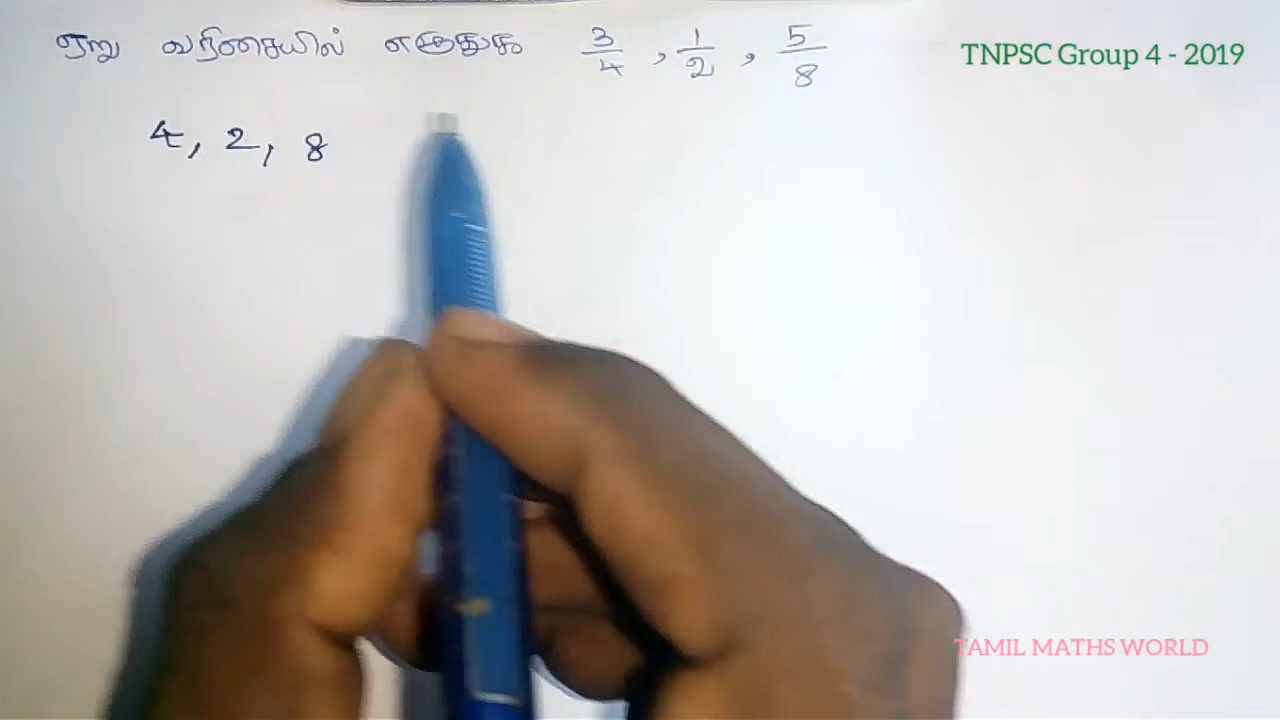 ஏறு வரிசையில் எழுதுக 3/4 , 1/2 , 5/8
TNPSC Group 4 - 2019
4, 2, 8
TAMIL MATHS WORLD